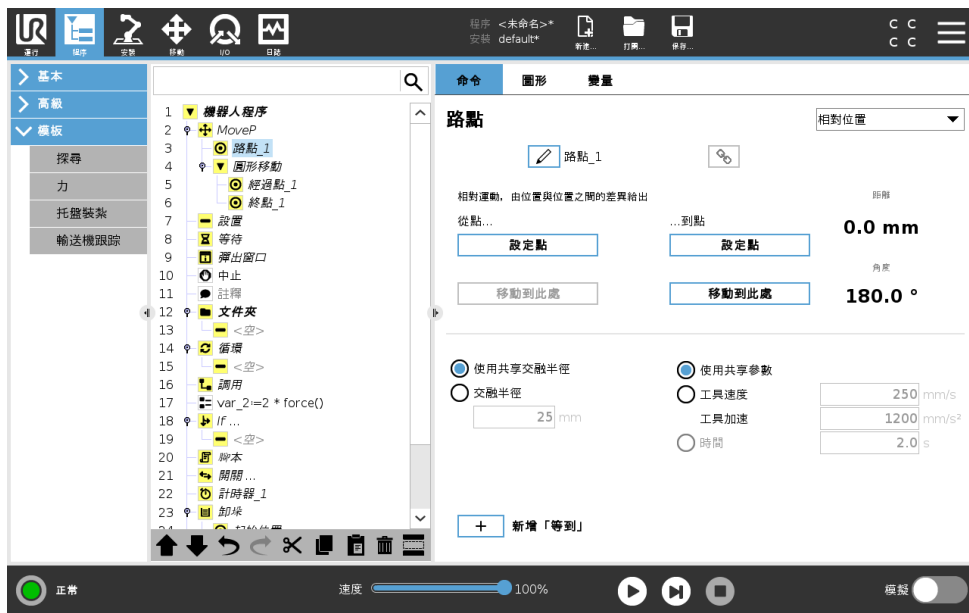 運行 程序 安裝 移動 I/O 日誌
程序 <未命名>*
安裝 default*
新建... 打開... 保存...
C C
C C
基本
高級
模板
探尋
力
托盤裝紮
輸送機跟踪
1 機器人程序
2 MoveP
3 路點_1
4 圓形移動
5 經過點_1
6 終點_1
7 設置
8 等待
9 彈出窗口
10 中止
11 註釋
12 文件夾
13 <空>
14 循環
15 <空>
16 調用
17 var_2:=2 * force()
18 If ...
19 <空>
20 腳本
21 開關 ...
22 計時器_1
23 卸垛
24 起始位置
命令 圖形 變量
路點
相對位置
路點_1
相對運動，由位置與位置之間的差異給出
從點... ...到點
設定點 設定點
移動到此處 移動到此處
距離
0.0 mm
角度
180.0 °
使用共享交融半徑
交融半徑
25 mm
使用共享參數
工具速度 250 mm/s
工具加速 1200 mm/s²
時間 2.0 s
+ 新增「等到」
正常
速度 100%
模擬